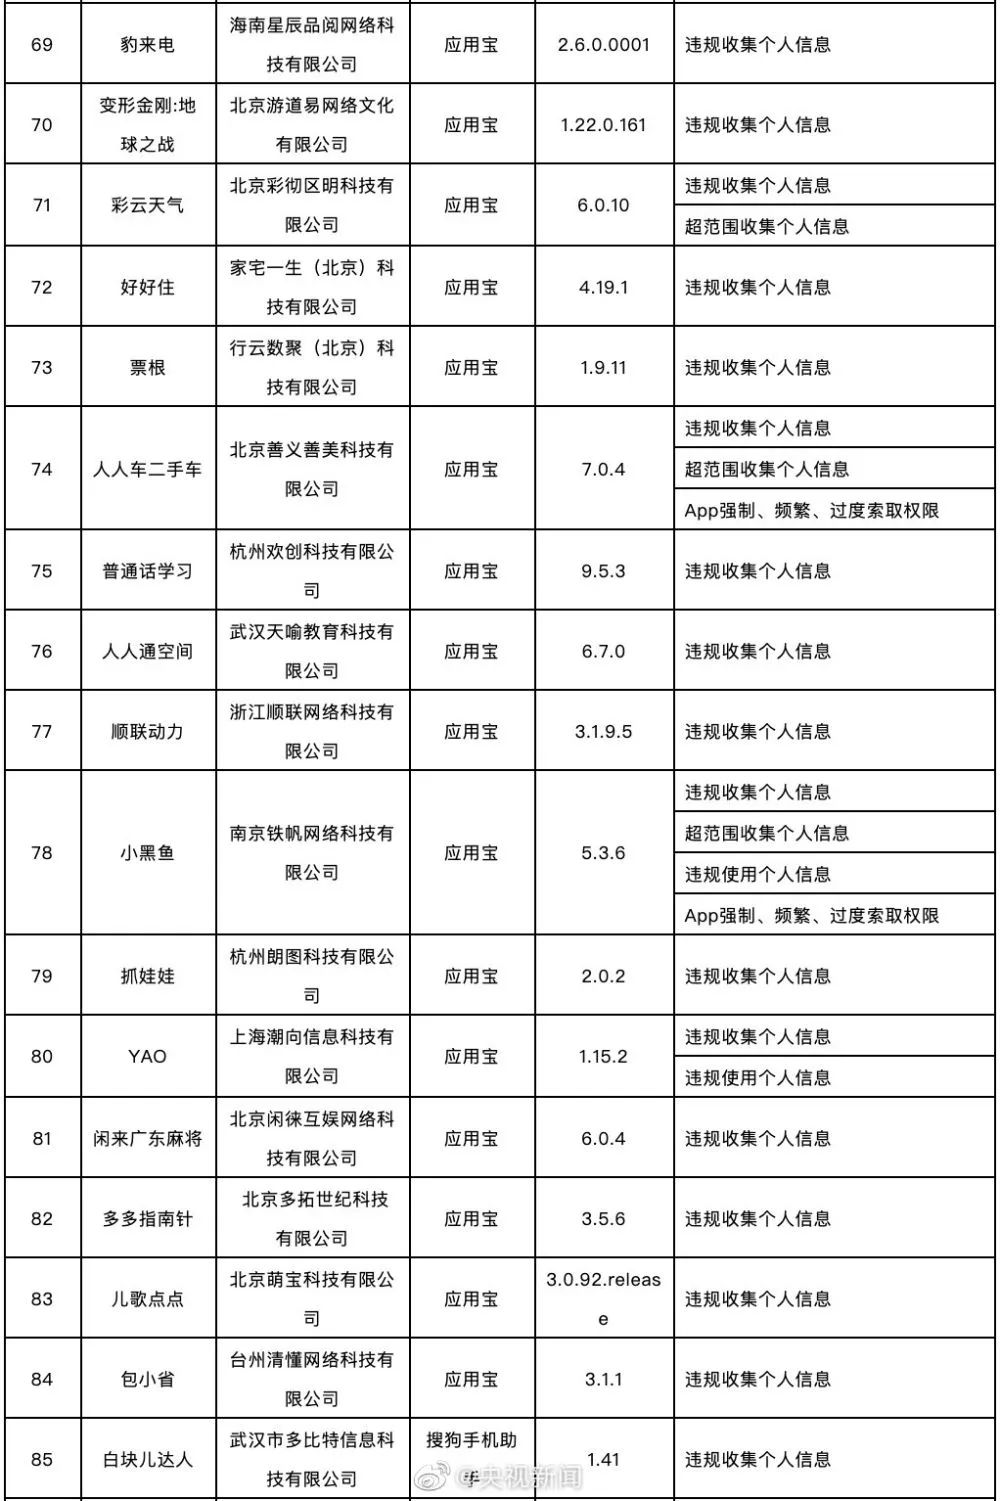 69 豹来电 海南星辰品阅网络科技有限公司 应用宝 2.6.0.0001 违规收集个人信息
70 变形金刚:地球之战 北京游道易网络文化有限公司 应用宝 1.22.0.161 违规收集个人信息
71 彩云天气 北京彩彻区明科技有限公司 应用宝 6.0.10 违规收集个人信息
超范围收集个人信息
72 好好住 家宅一生（北京）科技有限公司 应用宝 4.19.1 违规收集个人信息
73 票根 行云数聚（北京）科技有限公司 应用宝 1.9.11 违规收集个人信息
74 人人车二手车 北京善义善美科技有限公司 应用宝 7.0.4 违规收集个人信息
超范围收集个人信息
App强制、频繁、过度索取权限
75 普通话学习 杭州欢创科技有限公司 应用宝 9.5.3 违规收集个人信息
76 人人通空间 武汉天喻教育科技有限公司 应用宝 6.7.0 违规收集个人信息
77 顺联动力 浙江顺联网络科技有限公司 应用宝 3.1.9.5 违规收集个人信息
78 小黑鱼 南京铁帆网络科技有限公司 应用宝 5.3.6 违规收集个人信息
超范围收集个人信息
违规使用个人信息
App强制、频繁、过度索取权限
79 抓娃娃 杭州朗图科技有限公司 应用宝 2.0.2 违规收集个人信息
80 YAO 上海潮向信息科技有限公司 应用宝 1.15.2 违规收集个人信息
违规使用个人信息
81 闲来广东麻将 北京闲徕互娱网络科技有限公司 应用宝 6.0.4 违规收集个人信息
82 多多指南针 北京多拓世纪科技有限公司 应用宝 3.5.6 违规收集个人信息
83 儿歌点点 北京萌宝科技有限公司 应用宝 3.0.92.release 违规收集个人信息
84 包小省 台州清懂网络科技有限公司 应用宝 3.1.1 违规收集个人信息
85 白块儿达人 武汉市多比特信息科技有限公司 搜狗手机助手 1.41 违规收集个人信息
@央视新闻